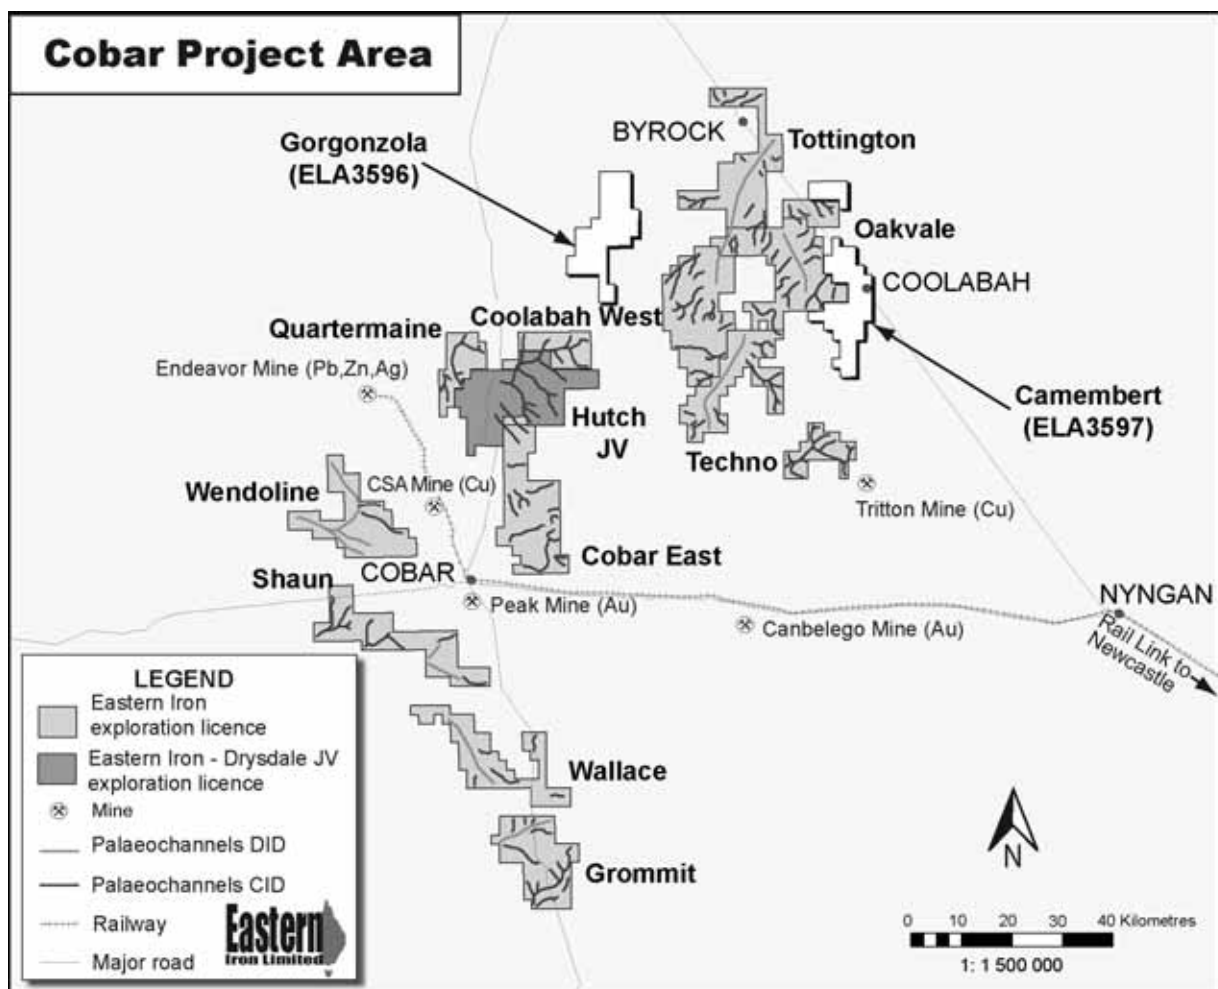 Cobar Project Area
Gorgonzola
(ELA3596)
BYROCK
Tottington
Oakvale
COOLABAH
Quartermaine
Coolabah West
Endeavor Mine (Pb,Zn,Ag)
Camembert
(ELA3597)
Hutch
JV
Techno
Wendoline
CSA Mine (Cu)
Tritton Mine (Cu)
Cobar East
Shaun
COBAR
Peak Mine (Au)
Canbelego Mine (Au)
NYNGAN
Rail Link to
Newcastle
LEGEND
Eastern Iron
exploration licence
Eastern Iron - Drysdale JV
exploration licence
Mine
Palaeochannels DID
Palaeochannels CID
Railway
Major road
Eastern
Iron Limited
Wallace
Grommit
N
0 10 20 30 40 Kilometres
1: 1 500 000